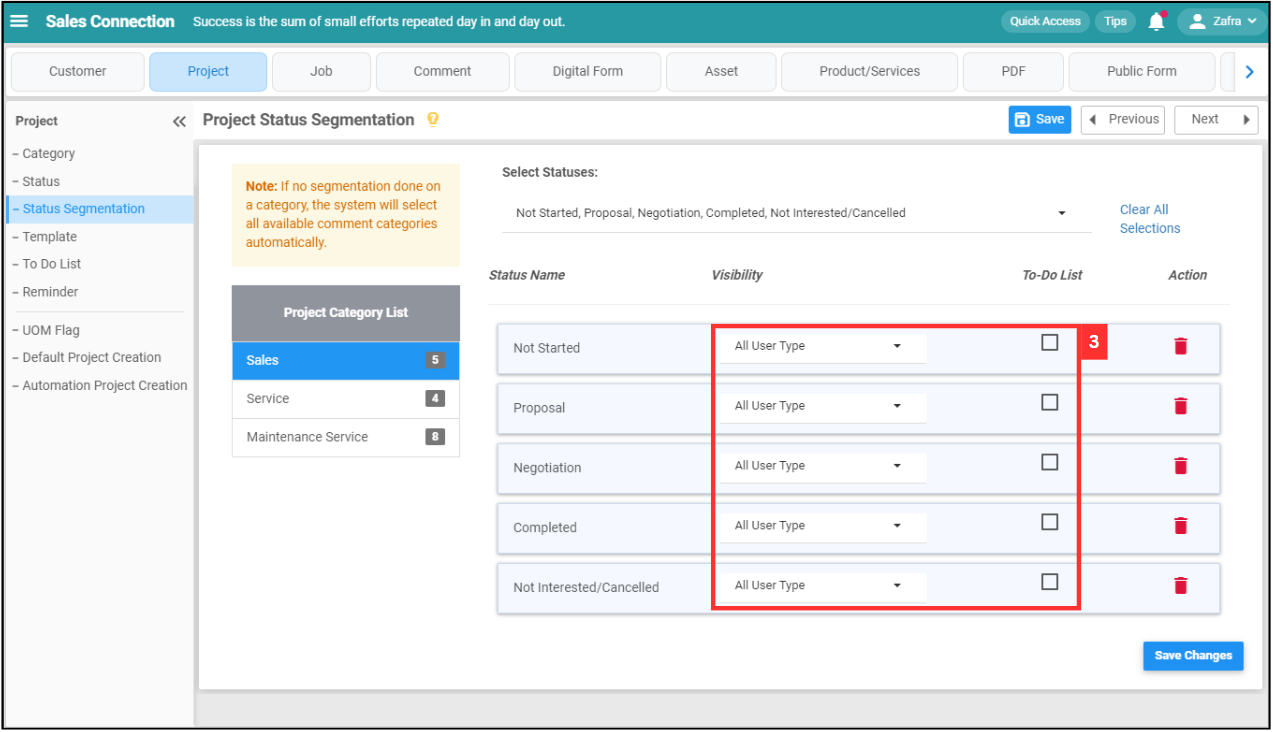 Sales Connection Success is the sum of small efforts repeated day in and day out. Quick Access Tips Zafra
Customer Project Job Comment Digital Form Asset Product/Services PDF Public Form
Project
– Category
– Status
– Status Segmentation
– Template
– To Do List
– Reminder
– UOM Flag
– Default Project Creation
– Automation Project Creation
Project Status Segmentation Save Previous Next
Note: If no segmentation done on
a category, the system will select
all available comment categories
automatically.
Project Category List
Sales 5
Service 4
Maintenance Service 8
Select Statuses:
Not Started, Proposal, Negotiation, Completed, Not Interested/Cancelled
Clear All
Selections
Status Name Visibility To-Do List Action
Not Started All User Type 3
Proposal All User Type
Negotiation All User Type
Completed All User Type
Not Interested/Cancelled All User Type
Save Changes